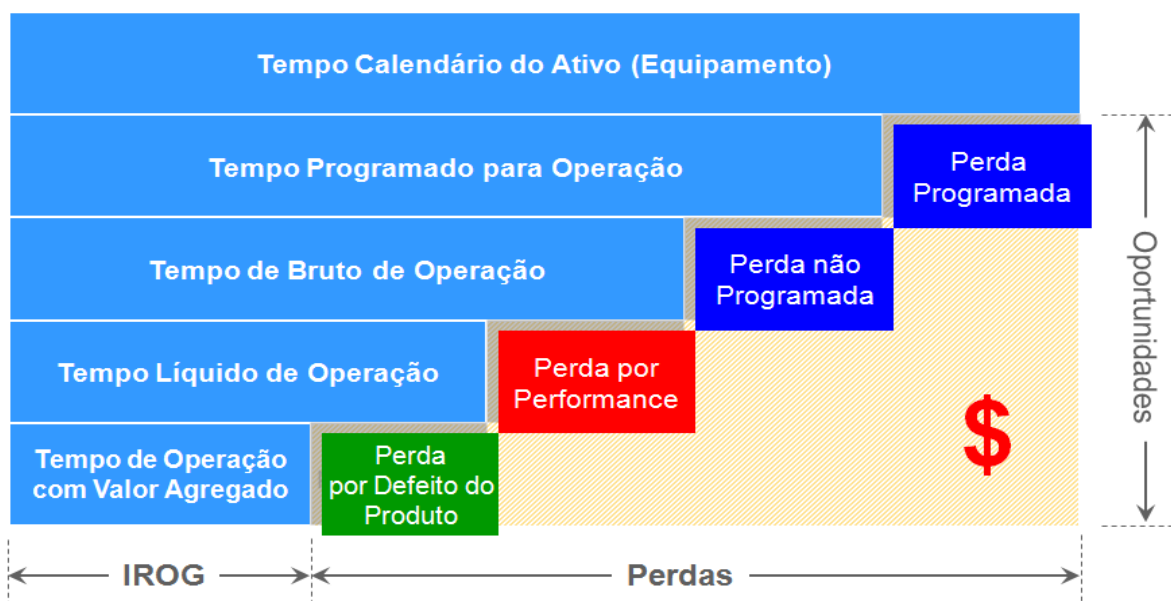 Tempo Calendário do Ativo (Equipamento)
Tempo Programado para Operação
Perda
Programada
Tempo de Bruto de Operação
Perda não
Programada
Tempo Líquido de Operação
Perda por
Performance
Tempo de Operação
com Valor Agregado
Perda
por Defeito do
Produto
$
Oportunidades
IROG
Perdas